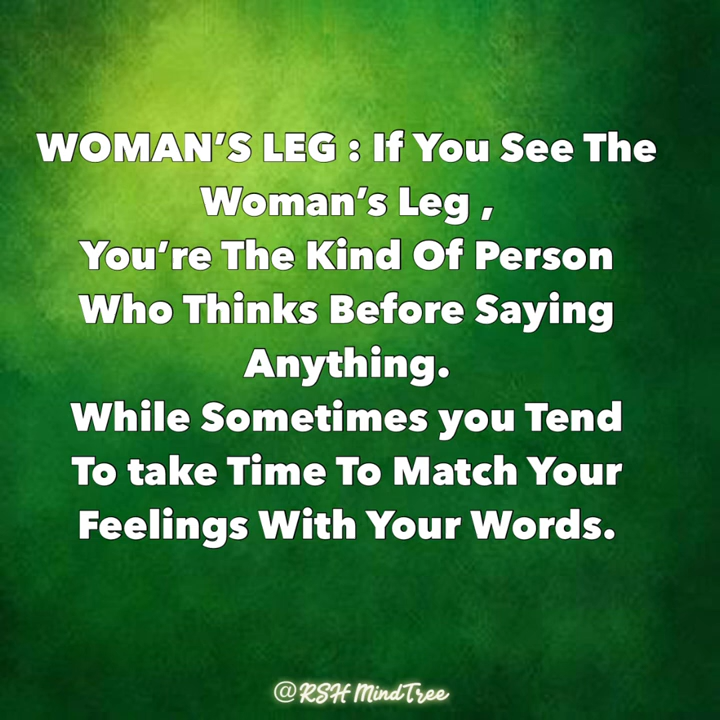 WOMAN’S LEG : If You See The
Woman’s Leg ,
You’re The Kind Of Person
Who Thinks Before Saying
Anything.
While Sometimes you Tend
To take Time To Match Your
Feelings With Your Words.
@RSH MindTree